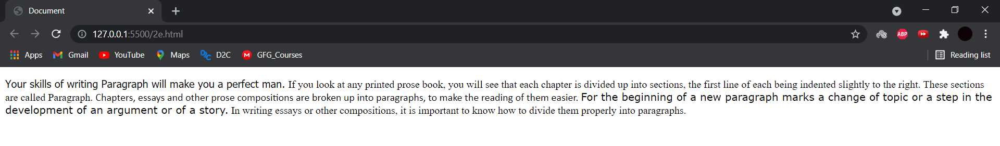 Document
127.0.0.1:5500/2e.html
ABP
Apps Gmail YouTube Maps D2C D2C M GFG_Courses Reading list
Your skills of writing Paragraph will make you a perfect man. If you look at any printed prose book, you will see that each chapter is divided up into sections, the first line of each being indented slightly to the right. These sections
are called Paragraph. Chapters, essays and other prose compositions are broken up into paragraphs, to make the reading of them easier. For the beginning of a new paragraph marks a change of topic or a step in the
development of an argument or of a story. In writing essays or other compositions, it is important to know how to divide them properly into paragraphs.